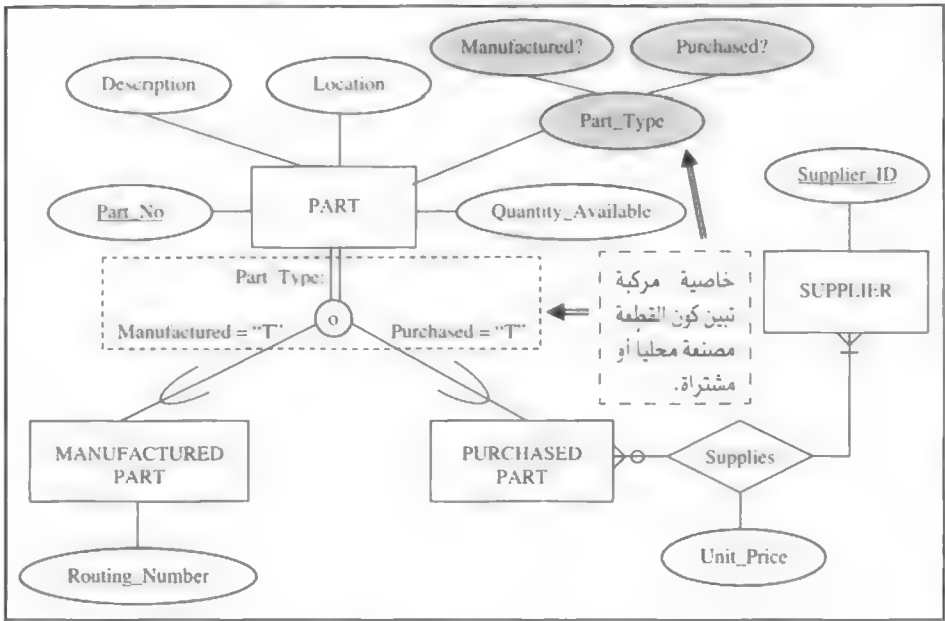 Manufactured?
Purchased?
Description
Location
Part_Type
Supplier_ID
Part_No
PART
Quantity_Available
Part Type:
خاصية مركبة
تبين كون القطعة
مصنعة محليا أو
مشتراة.
SUPPLIER
o
Manufactured = "T"
Purchased = "T"
MANUFACTURED
PART
PURCHASED
PART
Supplies
Routing_Number
Unit_Price